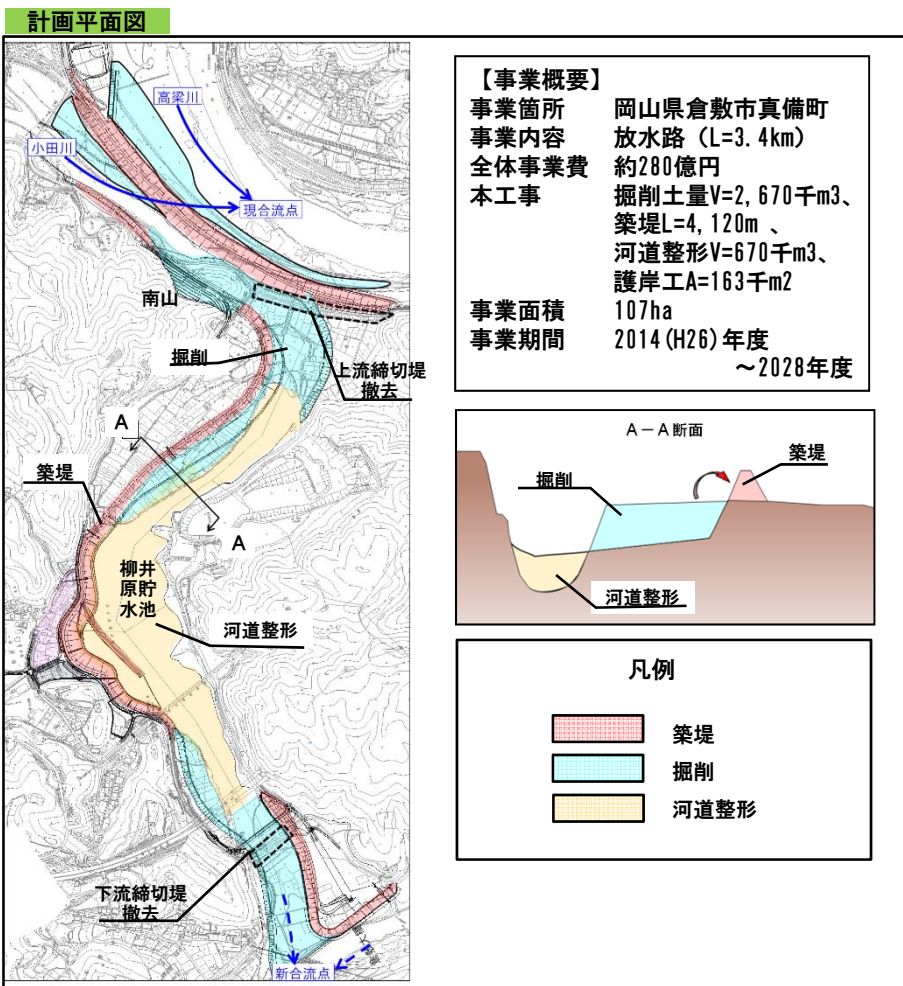 計画平面図
高梁川
小田川
現合流点
南山
掘削
上流締切堤
撤去
A
築堤
A
柳井
原貯
水池
河道整形
下流締切堤
撤去
新合流点
【事業概要】
事業箇所 岡山県倉敷市真備町
事業内容 放水路（L=3.4km）
全体事業費 約280億円
本工事 掘削土量V=2,670千m3、
築堤L=4,120m 、
河道整形V=670千m3、
護岸工A=163千m2
事業面積 107ha
事業期間 2014(H26)年度
～2028年度
A－A断面
築堤
掘削
河道整形
凡例
築堤
掘削
河道整形